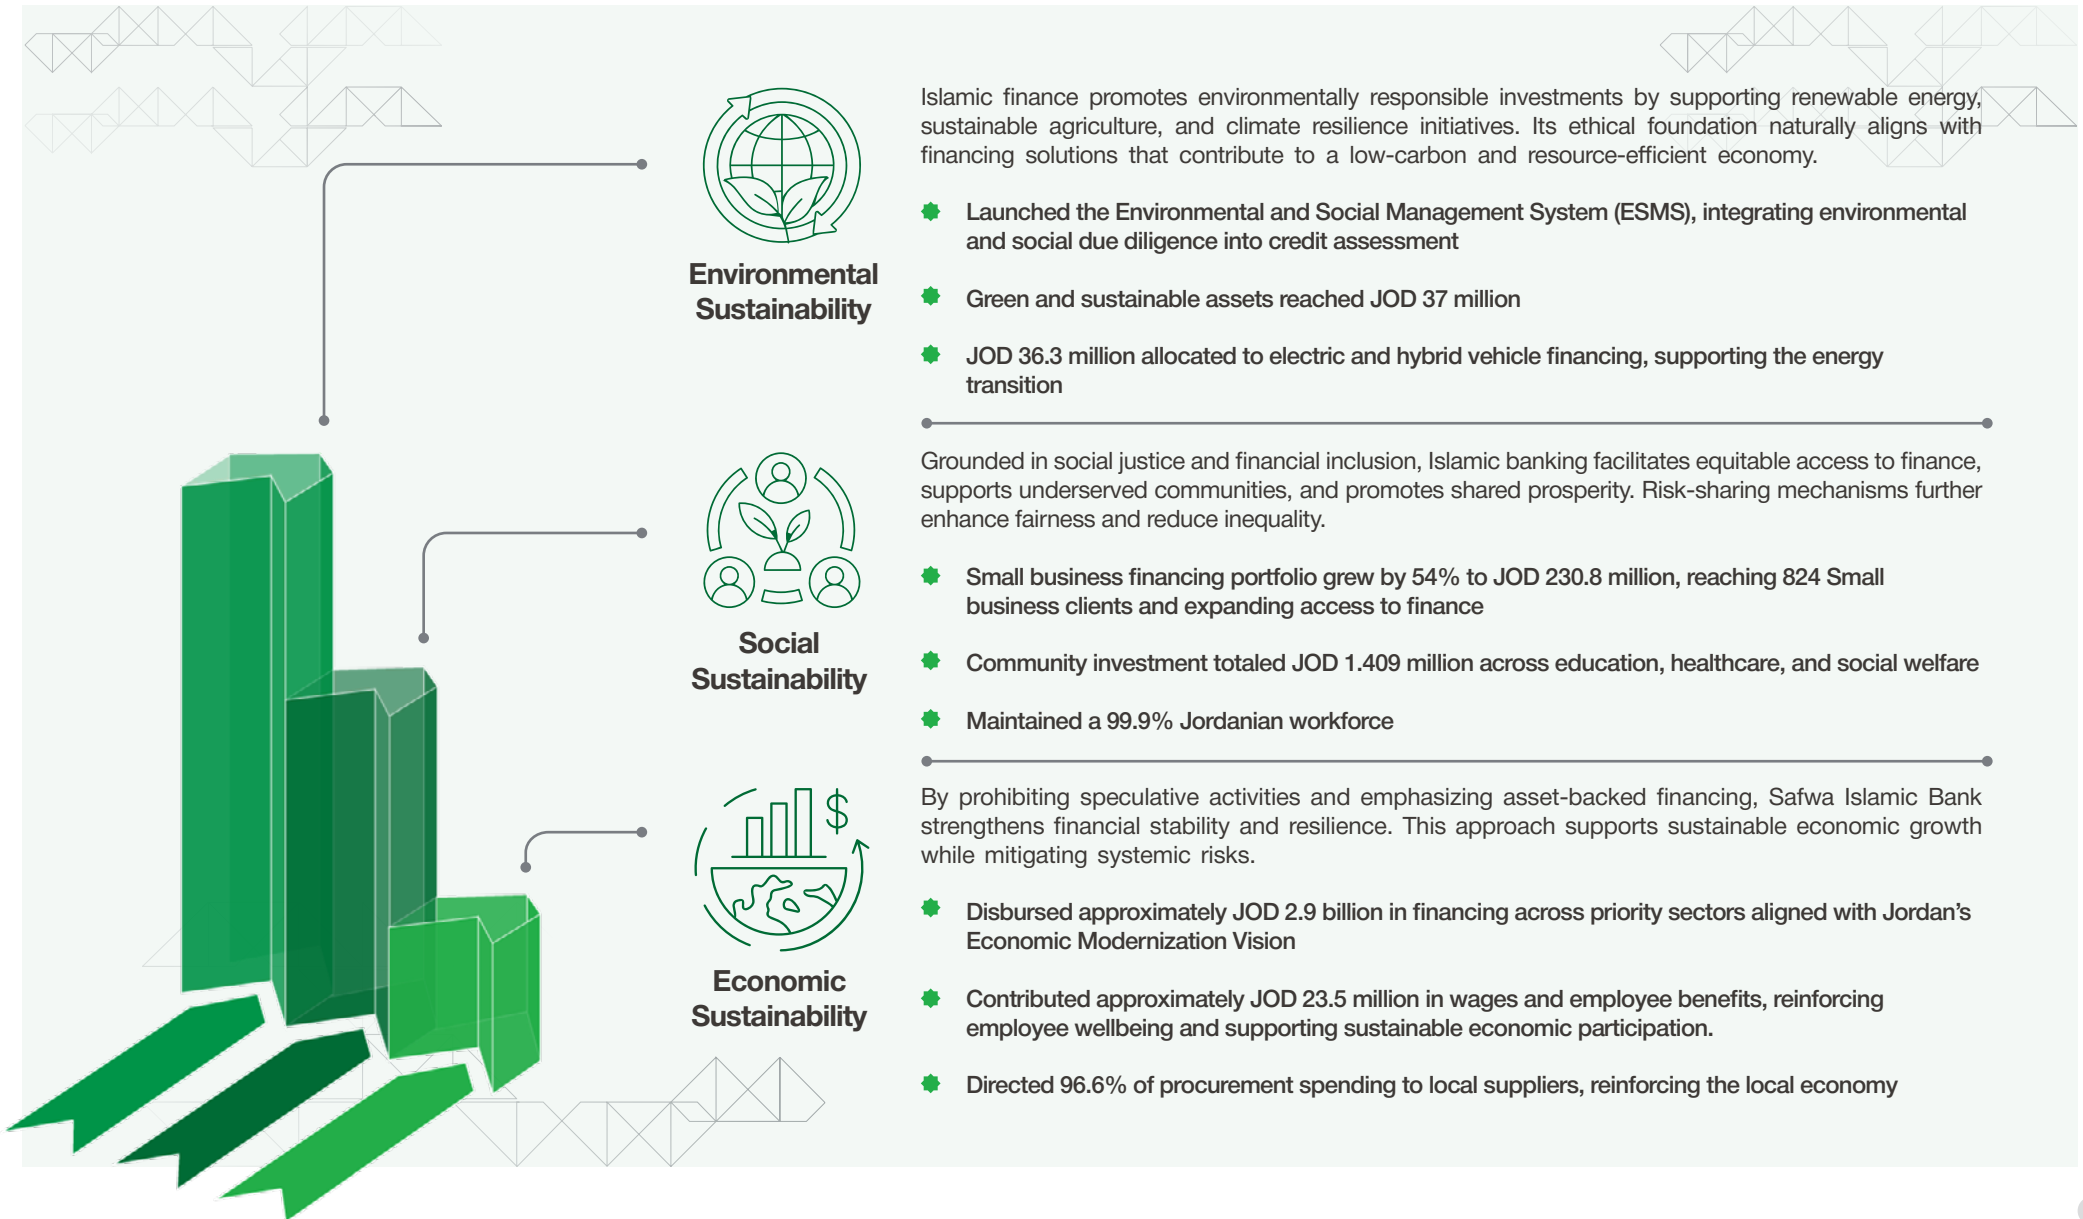 Islamic finance promotes environmentally responsible investments by supporting renewable energy,
sustainable agriculture, and climate resilience initiatives. Its ethical foundation naturally aligns with
financing solutions that contribute to a low-carbon and resource-efficient economy.
Launched the Environmental and Social Management System (ESMS), integrating environmental
and social due diligence into credit assessment
Environmental
Sustainability
Green and sustainable assets reached JOD 37 million
JOD 36.3 million allocated to electric and hybrid vehicle financing, supporting the energy
transition
Grounded in social justice and financial inclusion, Islamic banking facilitates equitable access to finance,
supports underserved communities, and promotes shared prosperity. Risk-sharing mechanisms further
enhance fairness and reduce inequality.
Small business financing portfolio grew by 54% to JOD 230.8 million, reaching 824 Small
business clients and expanding access to finance
Social
Sustainability
Community investment totaled JOD 1.409 million across education, healthcare, and social welfare
Maintained a 99.9% Jordanian workforce
By prohibiting speculative activities and emphasizing asset-backed financing, Safwa Islamic Bank
strengthens financial stability and resilience. This approach supports sustainable economic growth
while mitigating systemic risks.
$
Disbursed approximately JOD 2.9 billion in financing across priority sectors aligned with Jordan’s
Economic Modernization Vision
Economic
Sustainability
Contributed approximately JOD 23.5 million in wages and employee benefits, reinforcing
employee wellbeing and supporting sustainable economic participation.
Directed 96.6% of procurement spending to local suppliers, reinforcing the local economy